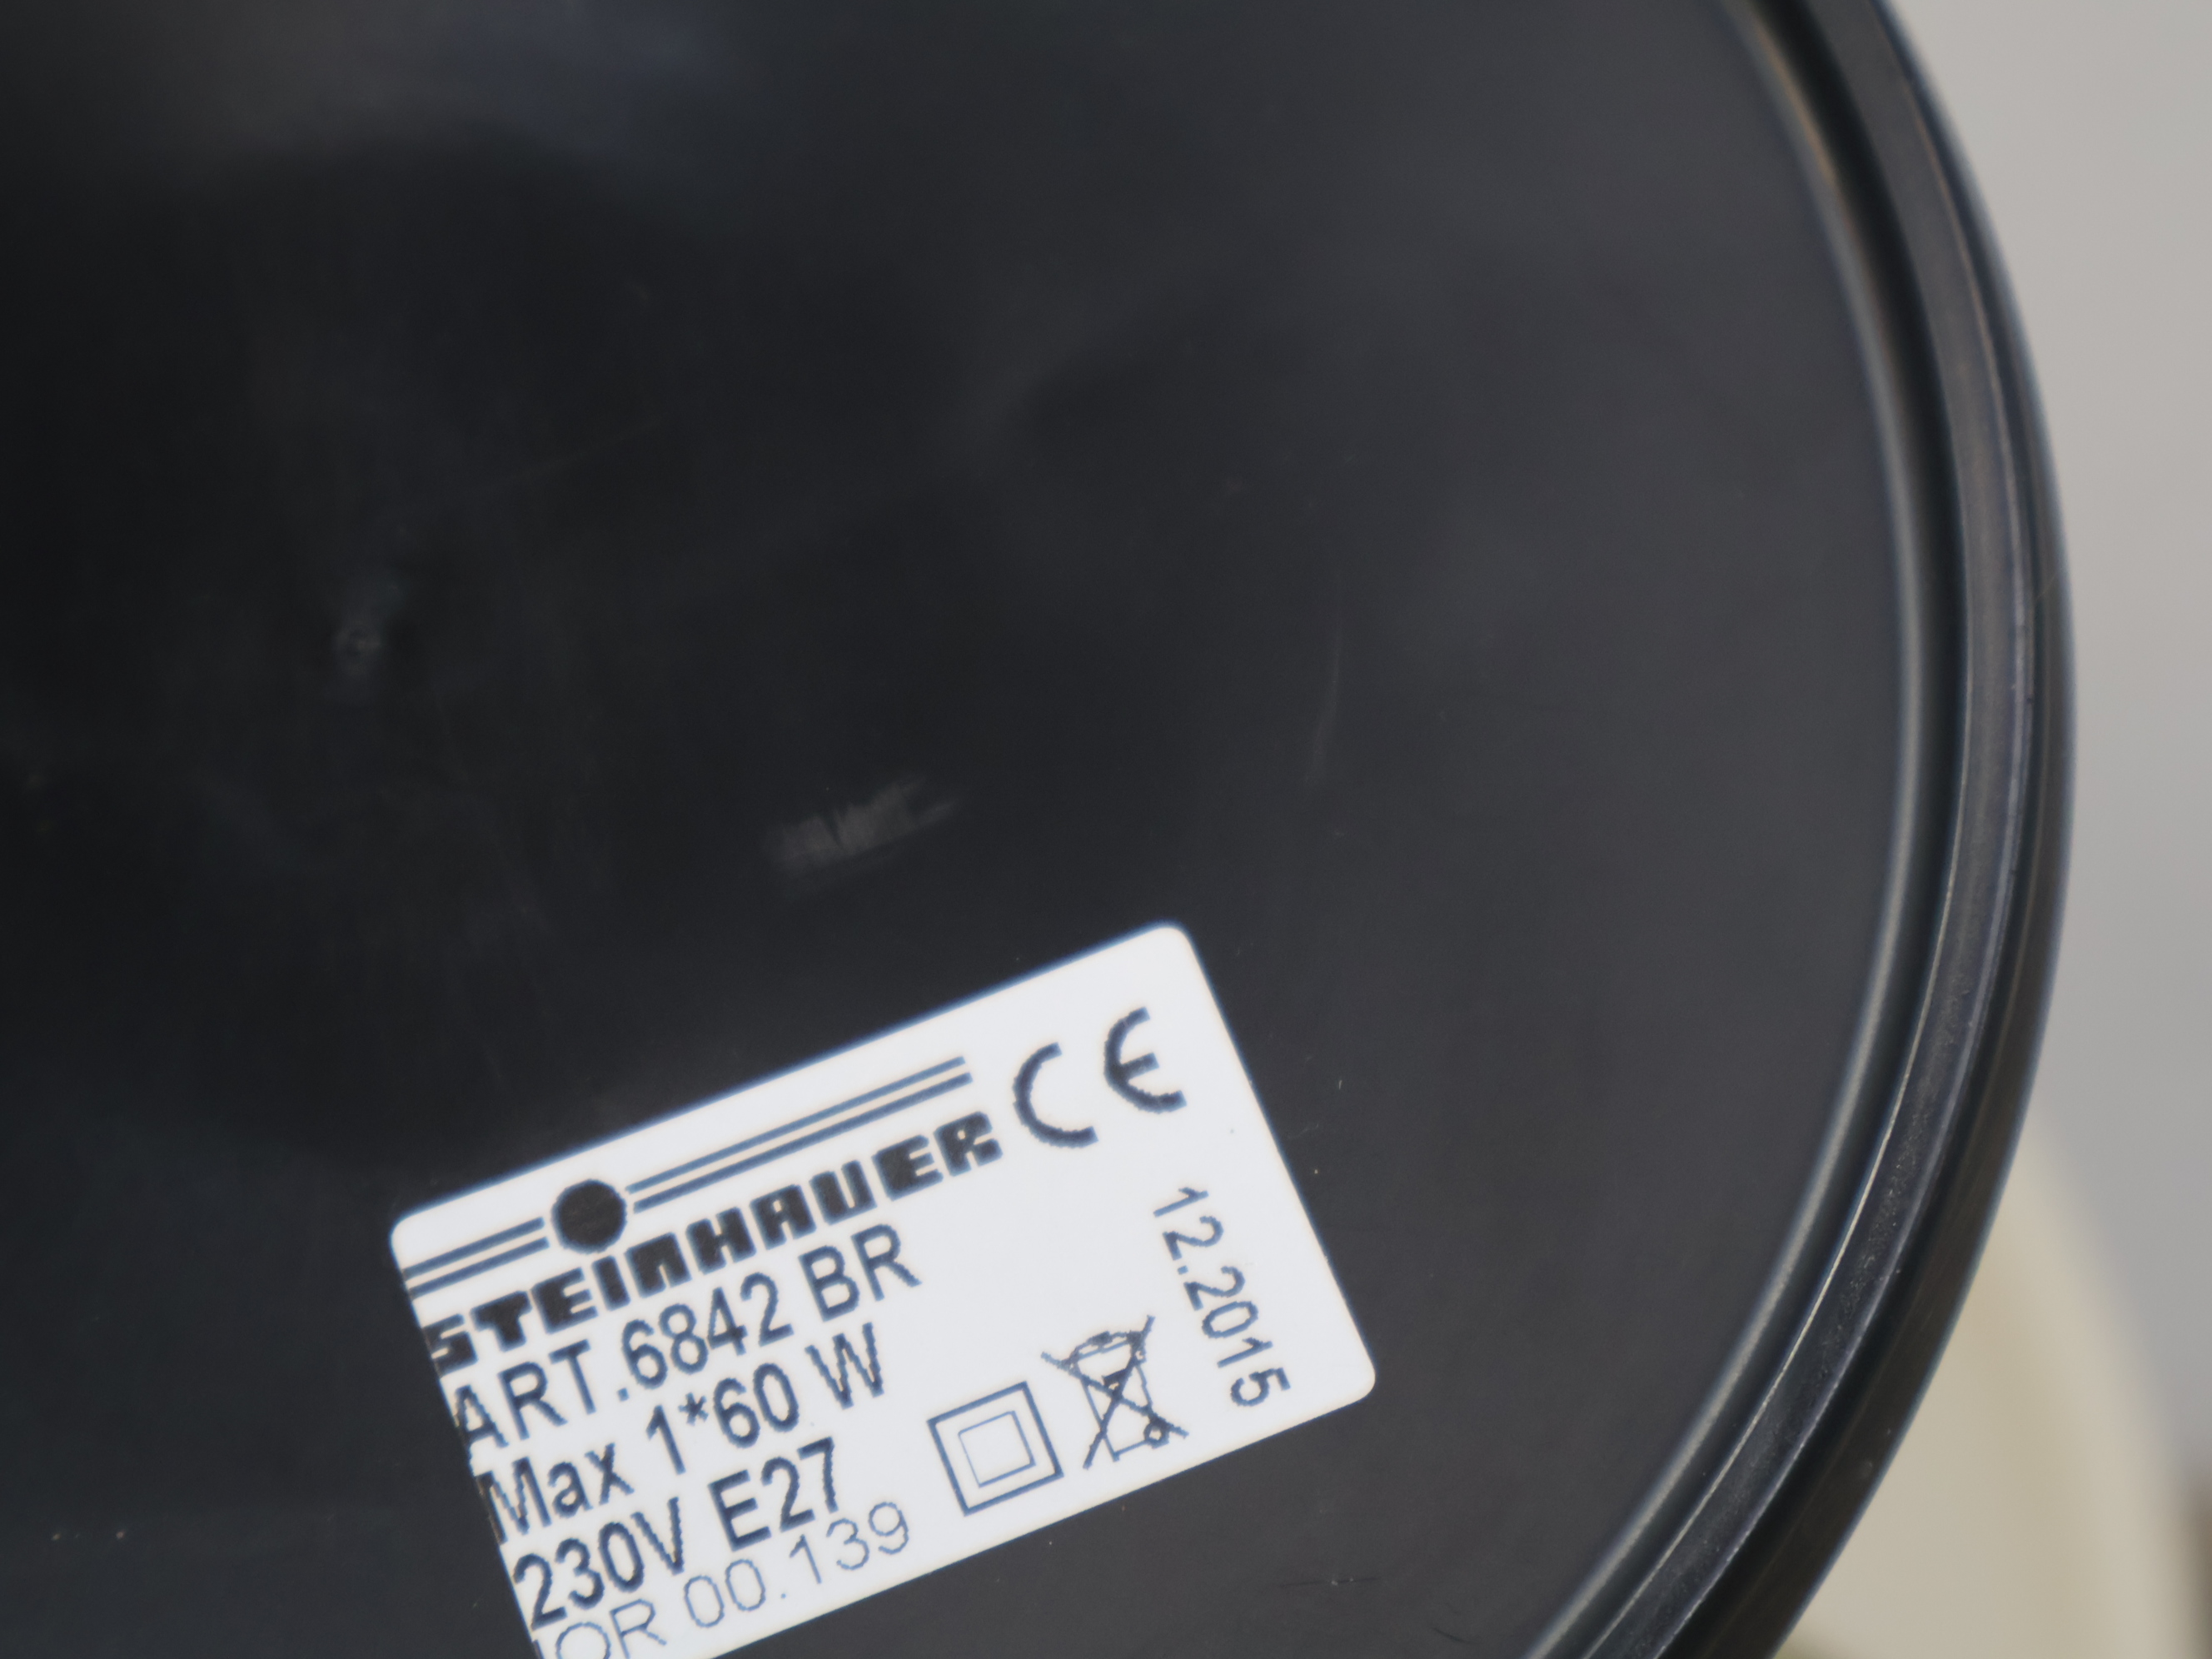 STEINHAUER CE
ART.6842 BR
Max 1*60 W
230V E27
00.139
12.2015